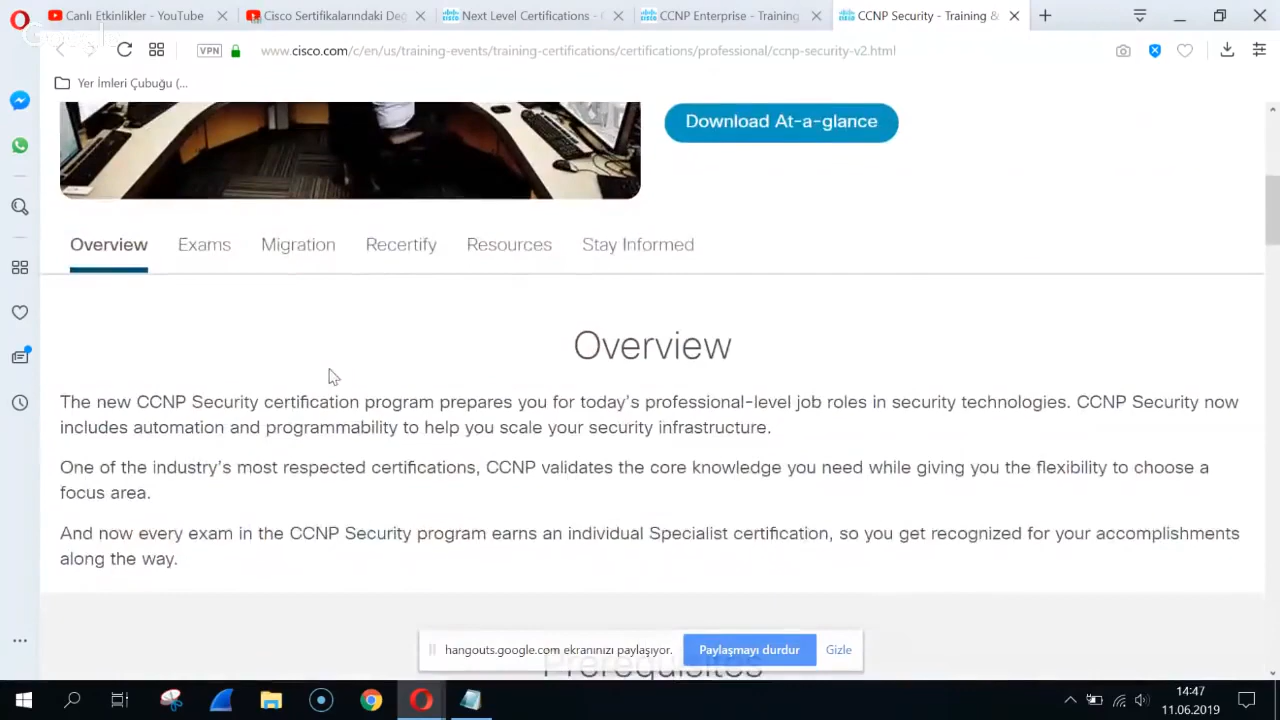 Canlı Etkinlikler - YouTube
Cisco Sertifikalarındaki De
Next Level Certifications -
CCNP Enterprise - Training
CCNP Security - Training &
VPN
www.cisco.com/c/en/us/training-events/training-certifications/certifications/professional/ccnp-security-v2.html
Yer İmleri Çubuğu (...
Download At-a-glance
Overview Exams Migration Recertify Resources Stay Informed
Overview
The new CCNP Security certification program prepares you for today's professional-level job roles in security technologies. CCNP Security now
includes automation and programmability to help you scale your security infrastructure.
One of the industry's most respected certifications, CCNP validates the core knowledge you need while giving you the flexibility to choose a
focus area.
And now every exam in the CCNP Security program earns an individual Specialist certification, so you get recognized for your accomplishments
along the way.
Prerequisites
hangouts.google.com ekranınızı paylaşıyor.
Paylaşmayı durdur
Gizle
14:47
11.06.2019